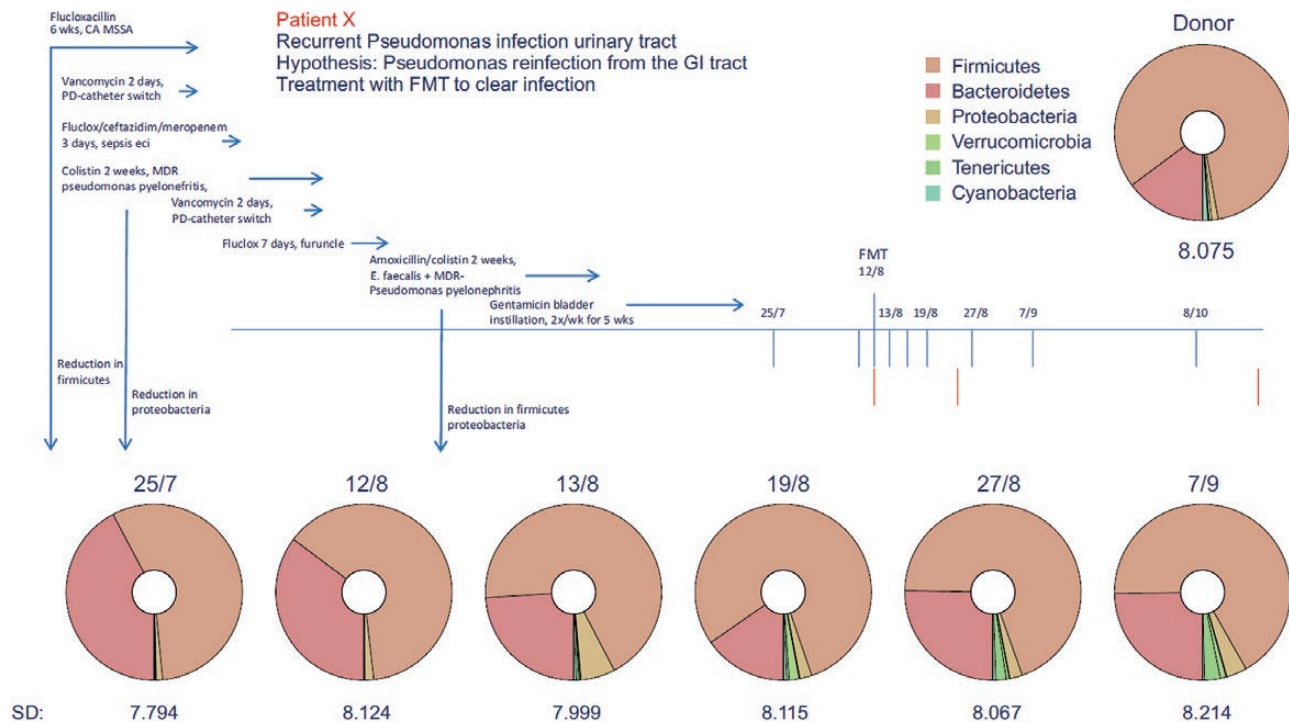 Flucloxacillin
6 wks, CA MSSA
Patient X
Recurrent Pseudomonas infection urinary tract
Hypothesis: Pseudomonas reinfection from the GI tract
Treatment with FMT to clear infection
Donor
Firmicutes
Bacteroidetes
Proteobacteria
Verrucomicrobia
Tenericutes
Cyanobacteria
8.075
Vancomycin 2 days,
PD-catheter switch
Fluclox/ceftazidim/meropenem
3 days, sepsis eci
Colistin 2 weeks, MDR
pseudomonas pyelonefritis,
Vancomycin 2 days,
PD-catheter switch
Fluclox 7 days, furuncle
Amoxicillin/colistin 2 weeks,
E. faecalis + MDR-
Pseudomonas pyelonephritis
Gentamicin bladder
instillation, 2x/wk for 5 wks
FMT
12/8
25/7
13/8
19/8
27/8
7/9
8/10
Reduction in
firmicutes
Reduction in
proteobacteria
Reduction in firmicutes
proteobacteria
25/7
12/8
13/8
19/8
27/8
7/9
SD: 7.794 8.124 7.999 8.115 8.067 8.214